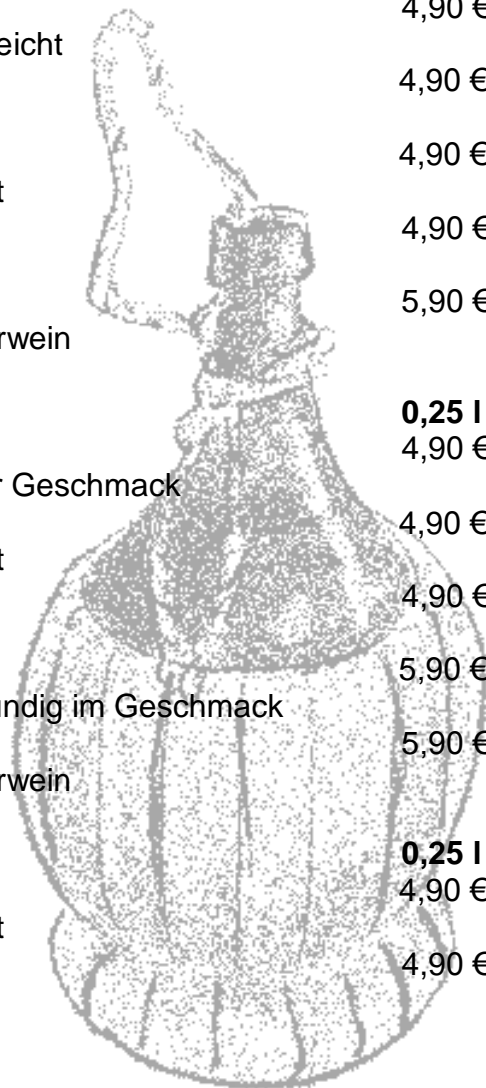 4,90 €
eicht
4,90 €
4,90 €
t
4,90 €
5,90 €
rwein
0,25 l
4,90 €
r Geschmack
4,90 €
t
4,90 €
5,90 €
undig im Geschmack
5,90 €
rwein
0,25 l
4,90 €
t
4,90 €